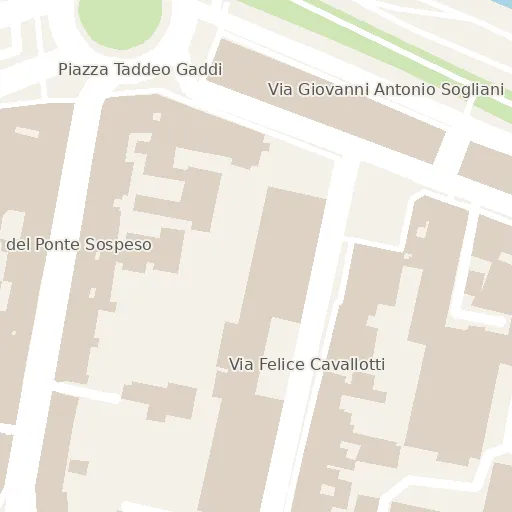 Piazza Taddeo Gaddi
Via Giovanni Antonio Sogliani
del Ponte Sospeso
Via Felice Cavallotti